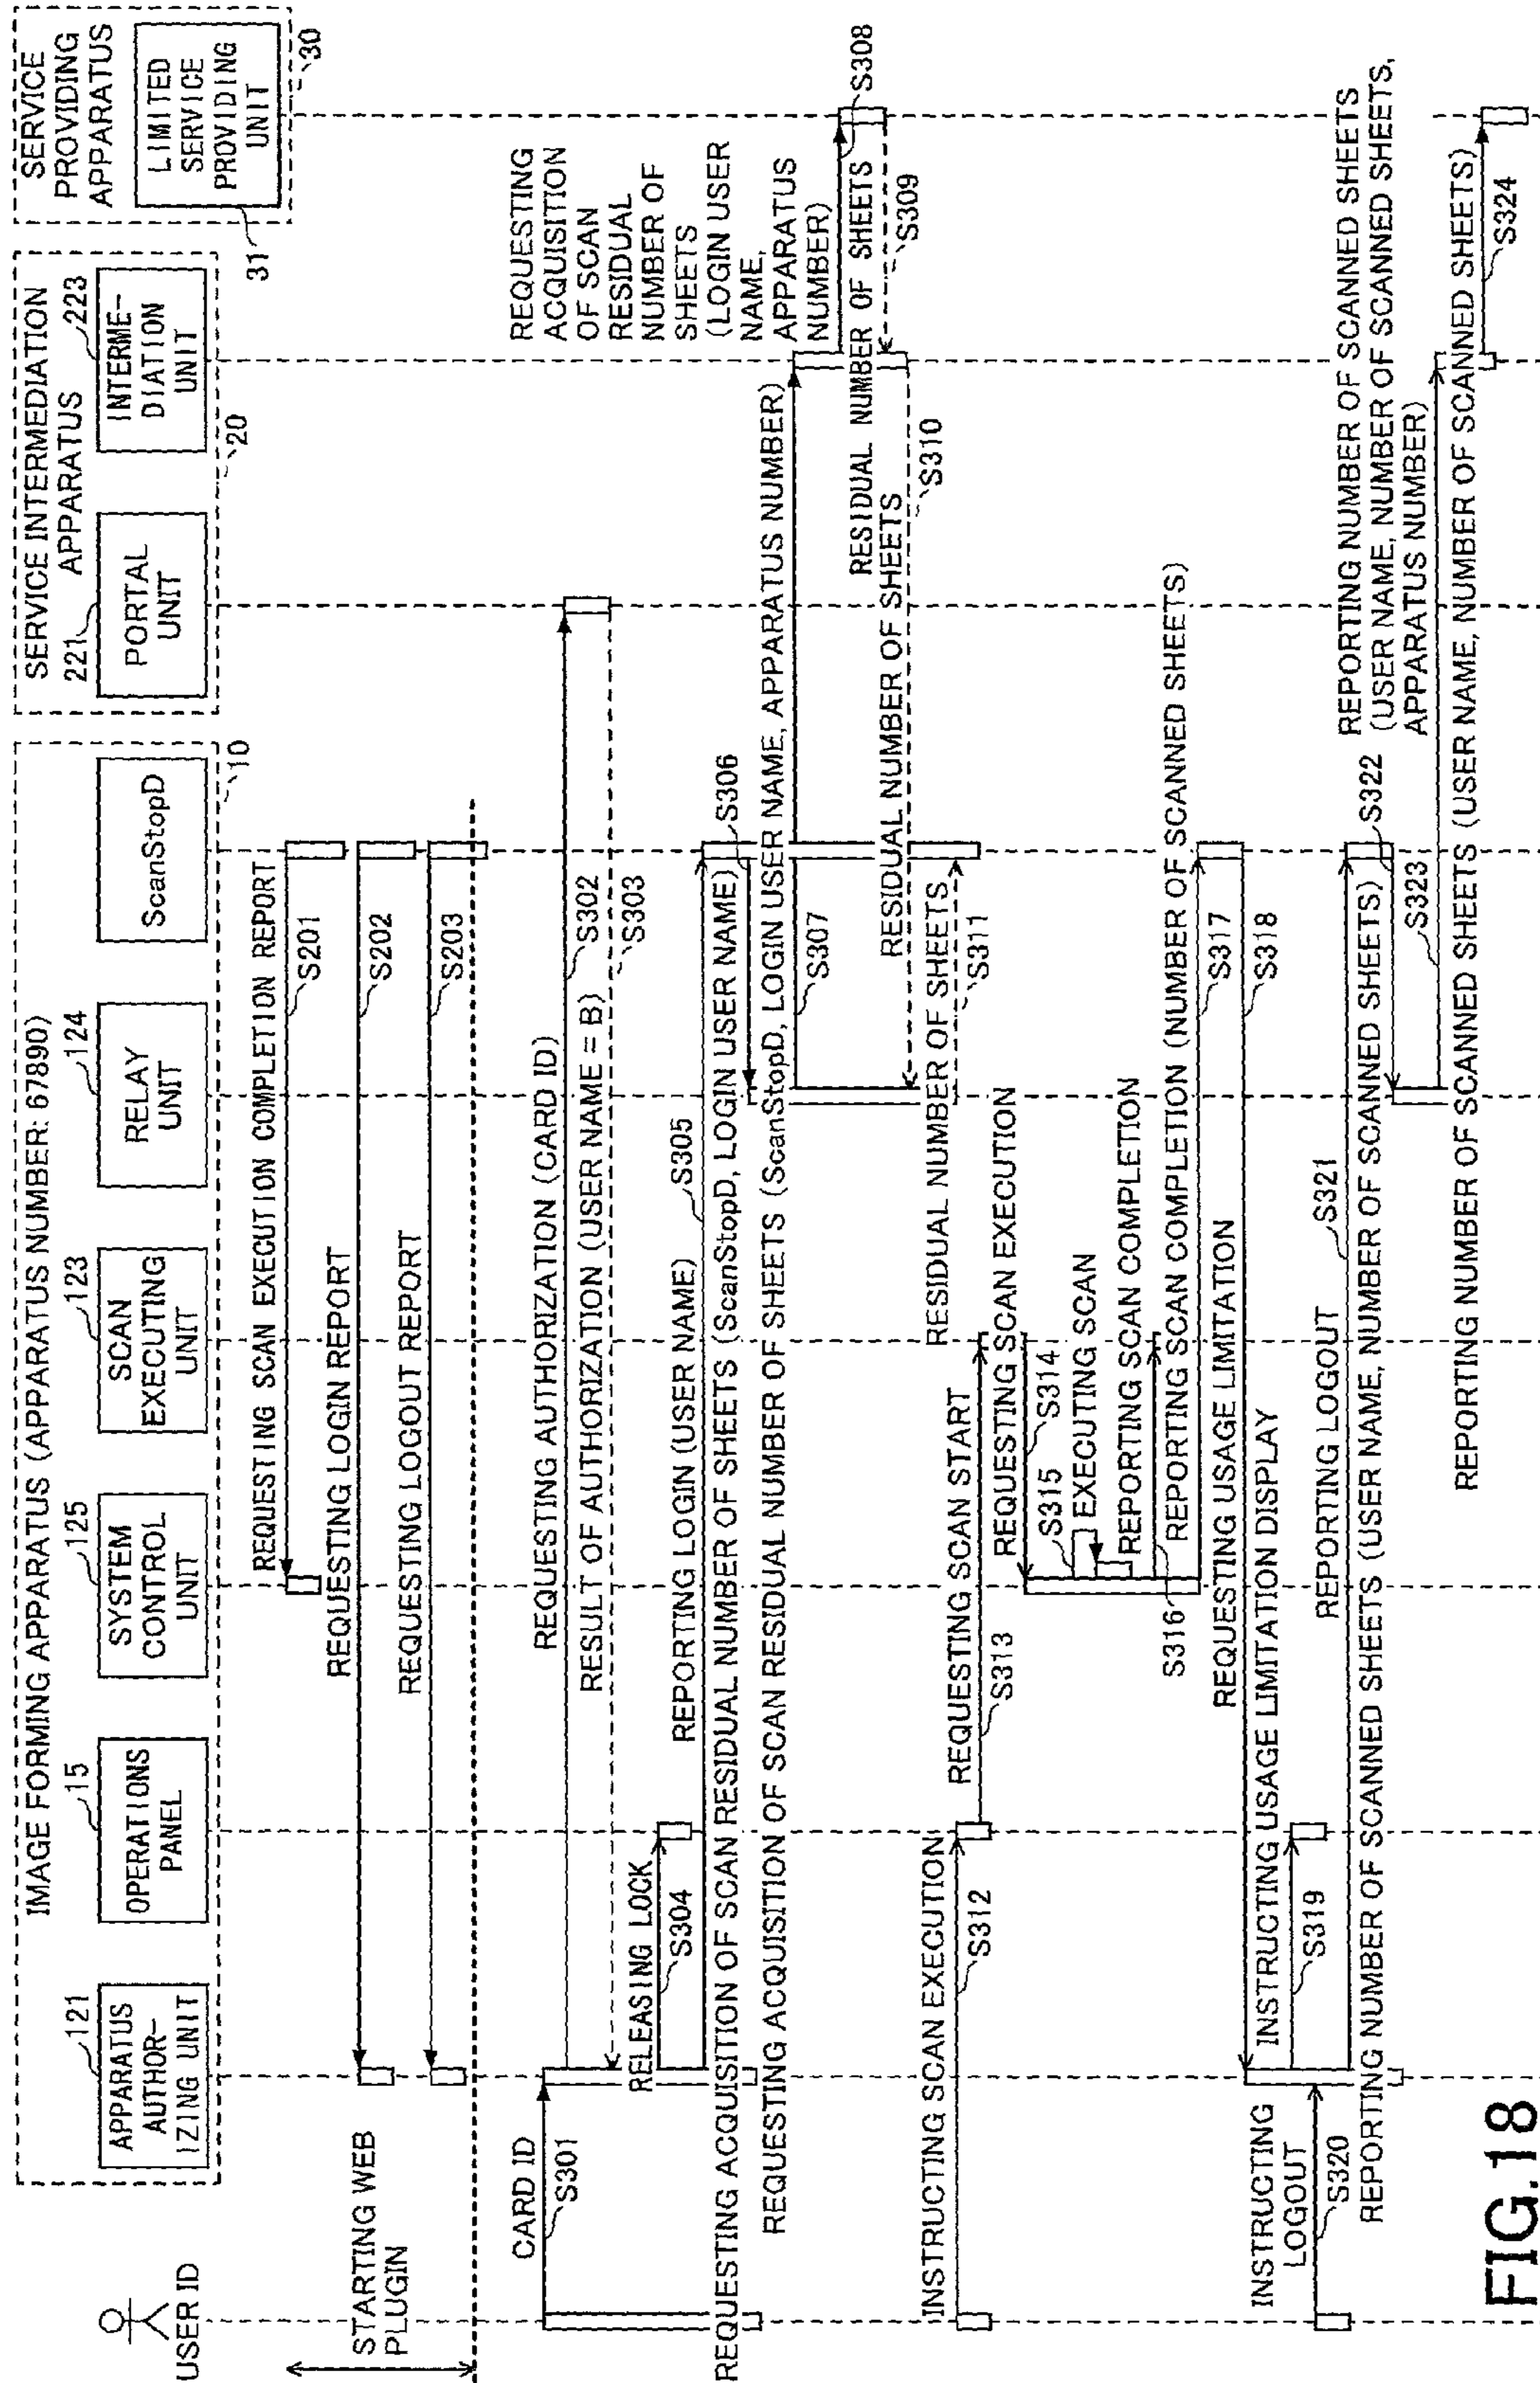 IMAGE FORMING APPARATUS (APPARATUS NUMBER: 67890)
SERVICE INTERMEDIATION
APPARATUS
SERVICE
PROVIDING
APPARATUS
USER ID
121
APPARATUS
AUTHOR-
IZING UNIT
15
OPERATIONS
PANEL
125
SYSTEM
CONTROL
UNIT
123
SCAN
EXECUTING
UNIT
124
RELAY
UNIT
ScanStopD
10
221
PORTAL
UNIT
223
INTERME-
DIATION
UNIT
20
LIMITED
SERVICE
PROVIDING
UNIT
31
30
STARTING WEB
PLUGIN
REQUESTING SCAN EXECUTION COMPLETION REPORT
S201
REQUESTING LOGIN REPORT
S202
REQUESTING LOGOUT REPORT
S203
CARD ID
S301
REQUESTING AUTHORIZATION (CARD ID)
S302
RESULT OF AUTHORIZATION (USER NAME = B)
S303
RELEASING LOCK
S304
REPORTING LOGIN (USER NAME)
S305
REQUESTING ACQUISITION OF SCAN RESIDUAL NUMBER OF SHEETS (ScanStopD, LOGIN USER NAME)
S306
REQUESTING ACQUISITION OF SCAN RESIDUAL NUMBER OF SHEETS (ScanStopD, LOGIN USER NAME, APPARATUS NUMBER)
S307
REQUESTING
ACQUISITION
OF SCAN
RESIDUAL
NUMBER OF
SHEETS
(LOGIN USER
NAME,
APPARATUS
NUMBER)
S308
RESIDUAL NUMBER OF SHEETS
S309
RESIDUAL NUMBER OF SHEETS
S310
RESIDUAL NUMBER OF SHEETS
S311
INSTRUCTING SCAN EXECUTION
S312
REQUESTING SCAN START
S313
REQUESTING SCAN EXECUTION
S314
S315
EXECUTING SCAN
REPORTING SCAN COMPLETION
S316
REPORTING SCAN COMPLETION (NUMBER OF SCANNED SHEETS)
S317
REQUESTING USAGE LIMITATION
S318
INSTRUCTING USAGE LIMITATION DISPLAY
S319
INSTRUCTING
LOGOUT
S320
REPORTING LOGOUT
S321
REPORTING NUMBER OF SCANNED SHEETS (USER NAME, NUMBER OF SCANNED SHEETS)
S322
REPORTING NUMBER OF SCANNED SHEETS
(USER NAME, NUMBER OF SCANNED SHEETS,
APPARATUS NUMBER)
S323
REPORTING NUMBER OF SCANNED SHEETS (USER NAME, NUMBER OF SCANNED SHEETS)
S324
FIG.18